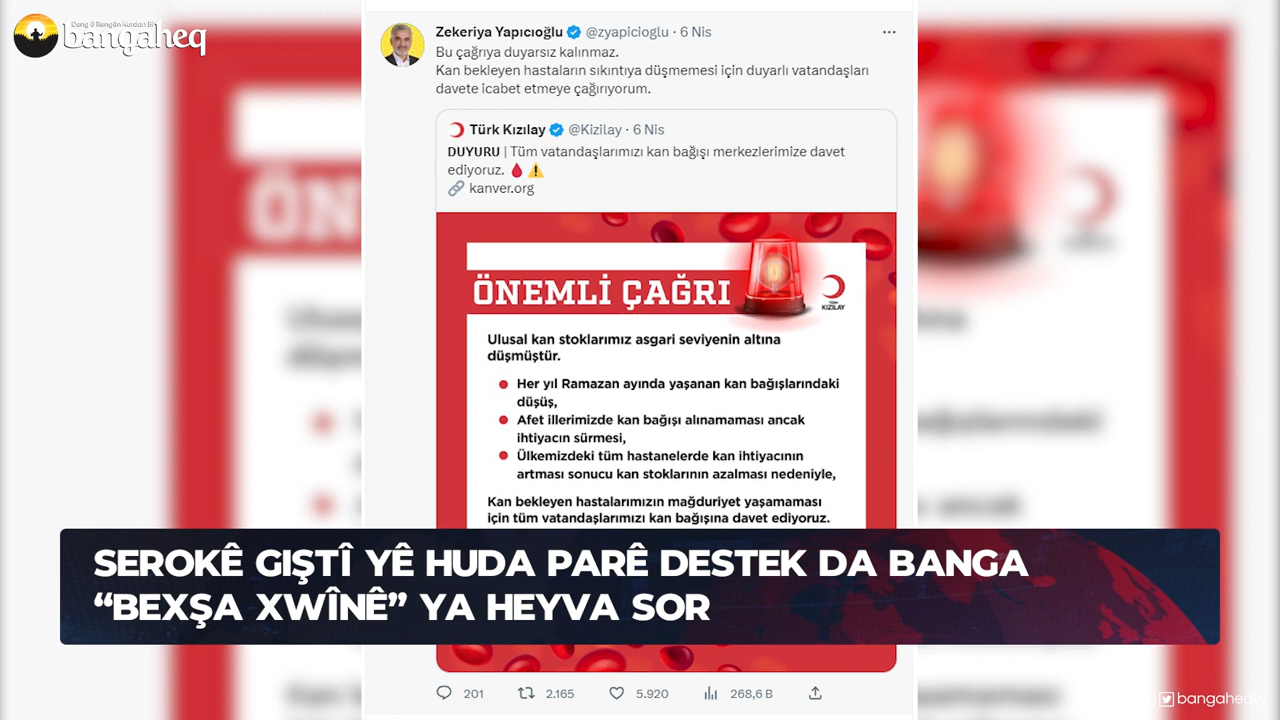 Deng û Rengên Kurdan Bi
bangaheq
Zekeriya Yapıcıoğlu @zyapicioglu · 6 Nis
Bu çağrıya duyarsız kalınmaz.
Kan bekleyen hastaların sıkıntıya düşmemesi için duyarlı vatandaşları
davete icabet etmeye çağırıyorum.
Türk Kızılay @Kizilay · 6 Nis
DUYURU | Tüm vatandaşlarımızı kan bağışı merkezlerimize davet
ediyoruz. 🩸⚠️
🔗 kanver.org
ÖNEMLİ ÇAĞRI
TÜRK
KIZILAY
Ulusal kan stoklarımız asgari seviyenin altına
düşmüştür.
Her yıl Ramazan ayında yaşanan kan bağışlarındaki
düşüş,
Afet illerimizde kan bağışı alınamaması ancak
ihtiyacın sürmesi,
Ülkemizdeki tüm hastanelerde kan ihtiyacının
artması sonucu kan stoklarının azalması nedeniyle,
Kan bekleyen hastalarımızın mağduriyet yaşamaması
için tüm vatandaşlarımızı kan bağışına davet ediyoruz.
SEROKÊ GIŞTÎ YÊ HUDA PARÊ DESTEK DA BANGA
“BEXŞA XWÎNÊ” YA HEYVA SOR
201 2.165 5.920 268,6 B